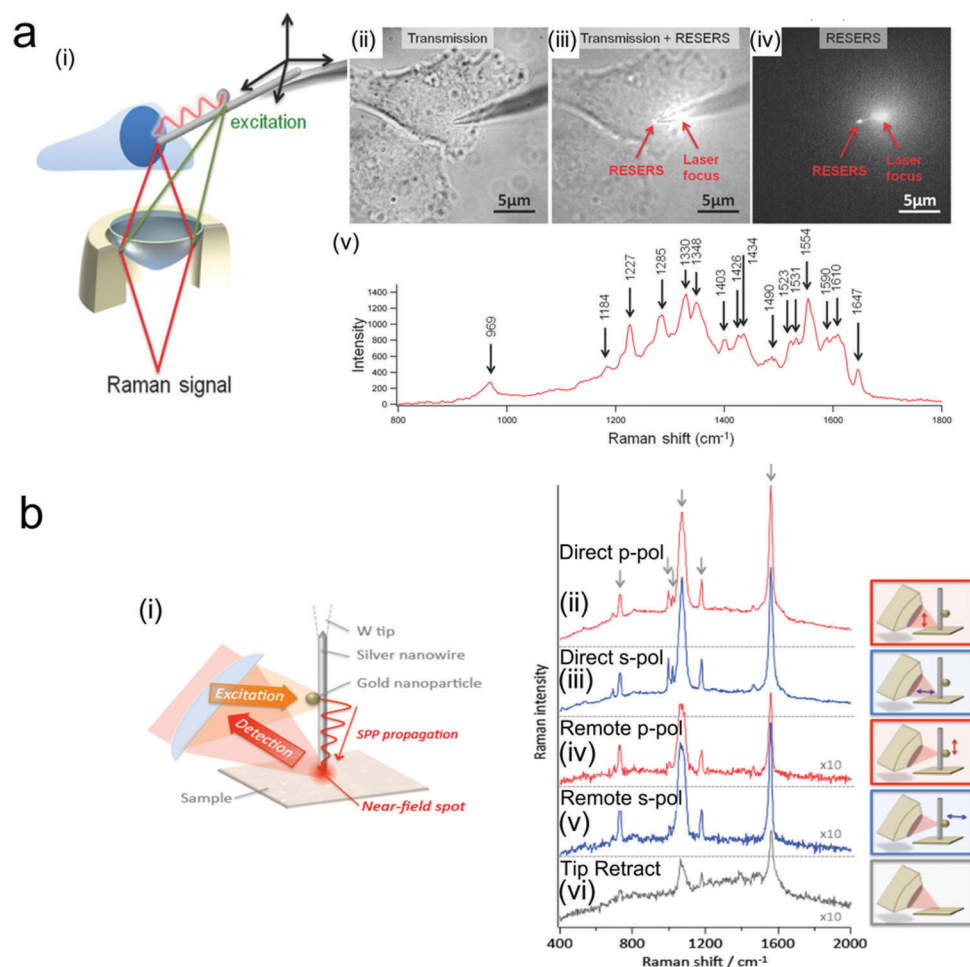 a
(i)
excitation
Raman signal
(ii)
Transmission
5μm
(iii)
Transmission + RESERS
RESERS
Laser
focus
5μm
(iv)
RESERS
RESERS
Laser
focus
5μm
(v)
969
1184
1227
1285
1330
1348
1403
1426
1434
1490
1523
1531
1554
1590
1610
1647
Intensity
1400
1200
1000
800
600
400
200
0
800
1000
1200
1400
1600
1800
Raman shift (cm⁻¹)
b
(i)
W tip
Silver nanowire
Gold nanoparticle
Excitation
Detection
SPP propagation
Sample
Near-field spot
Direct p-pol
(ii)
Direct s-pol
(iii)
Remote p-pol
(iv)
x10
Remote s-pol
(v)
x10
Tip Retract
(vi)
x10
Raman intensity
400
800
1200
1600
2000
Raman shift / cm⁻¹